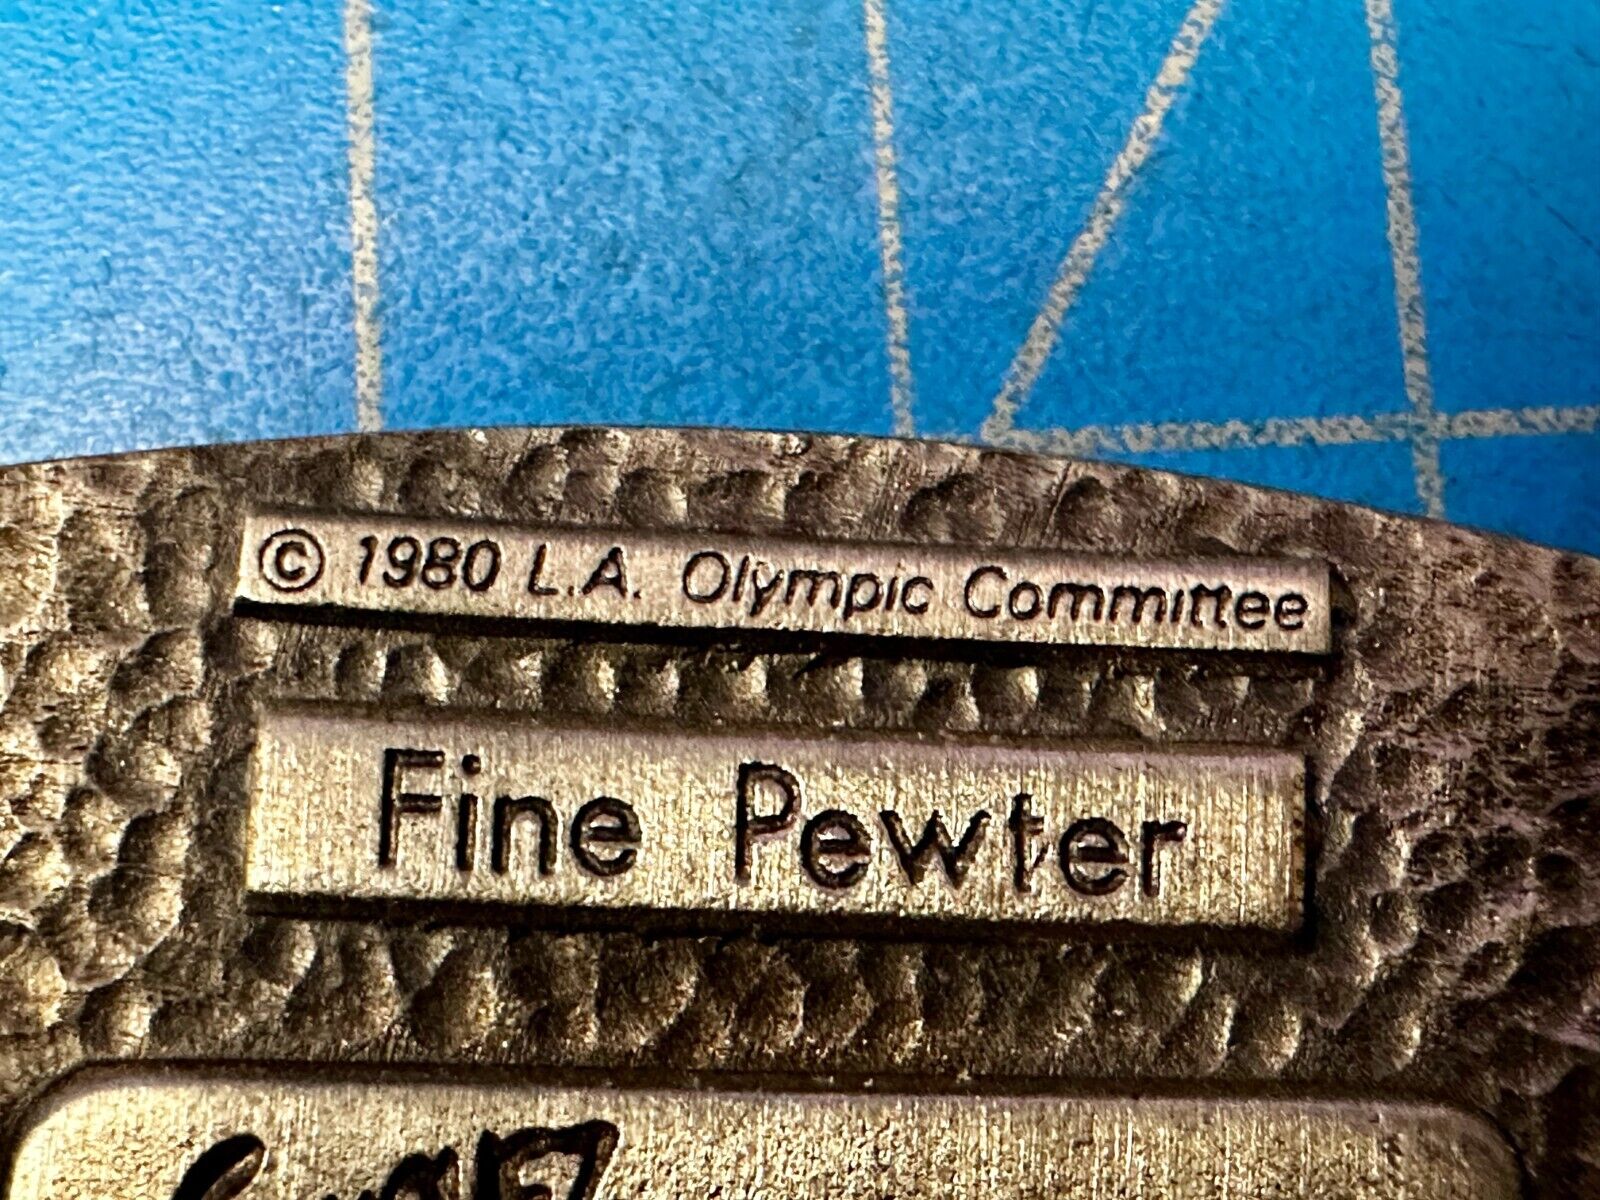 © 1980 L.A. Olympic Committee
Fine Pewter